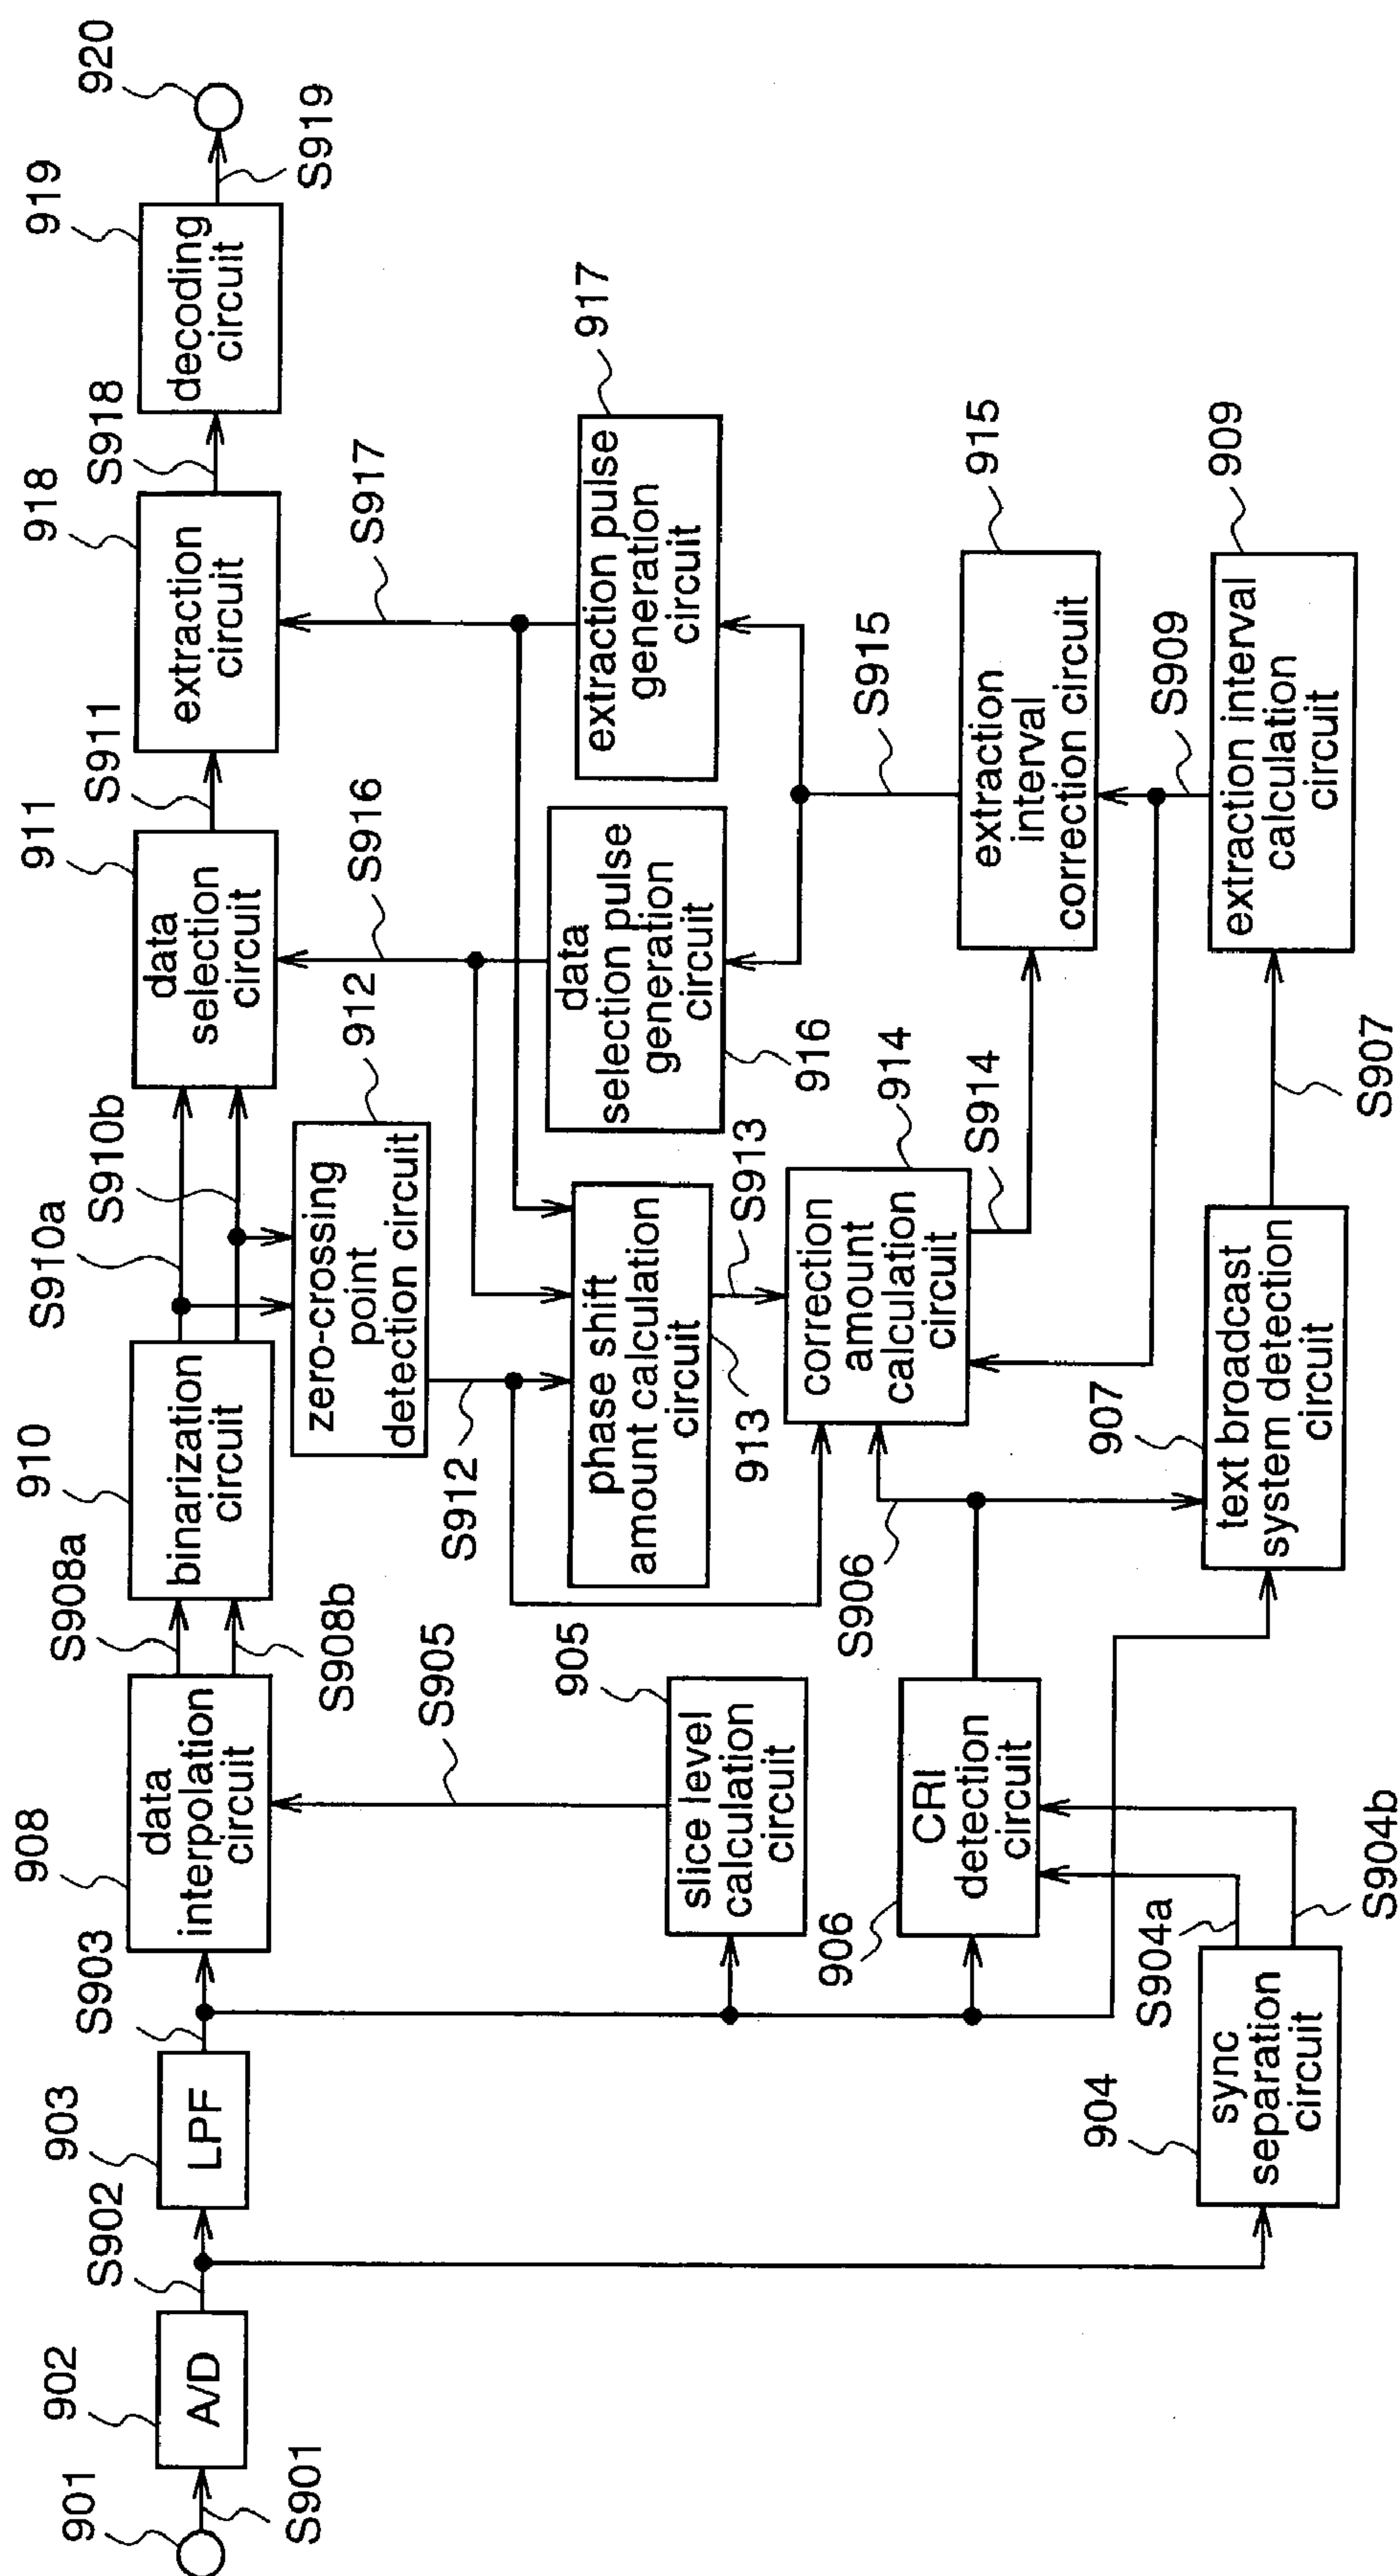 901
S901
902
A/D
S902
903
LPF
S903
908
data
interpolation
circuit
S908a
S908b
910
binarization
circuit
S910a
S910b
911
data
selection
circuit
S911
918
extraction
circuit
S918
919
decoding
circuit
S919
920
S905
905
slice level
calculation
circuit
912
zero-crossing
point
detection circuit
S912
S916
S917
phase shift
amount calculation
circuit
913
S913
data
selection pulse
generation
circuit
916
extraction pulse
generation
circuit
917
906
CRI
detection
circuit
S906
914
correction
amount
calculation
circuit
S914
915
extraction
interval
correction circuit
S915
904
sync
separation
circuit
S904a
S904b
907
text broadcast
system detection
circuit
S907
909
extraction interval
calculation
circuit
S909